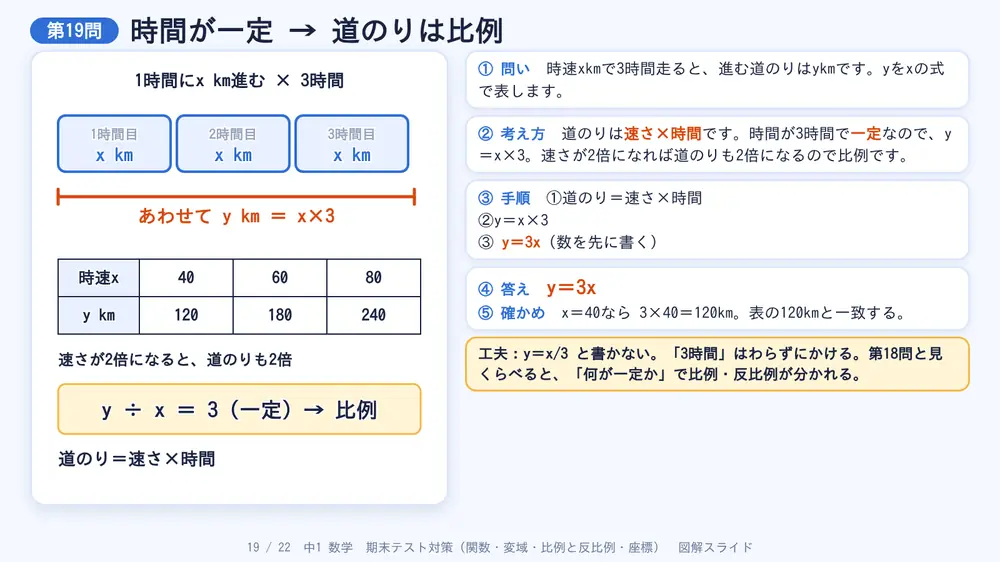 第19問
時間が一定 → 道のりは比例
1時間にx km進む × 3時間
1時間目 2時間目 3時間目
x km x km x km
あわせて y km ＝ x×3
時速x 40 60 80
y km 120 180 240
速さが2倍になると、道のりも2倍
y ÷ x ＝ 3（一定）→ 比例
道のり＝速さ×時間
① 問い　時速xkmで3時間走ると、進む道のりはykmです。yをxの式
で表します。
② 考え方　道のりは速さ×時間です。時間が3時間で一定なので、y
＝x×3。速さが2倍になれば道のりも2倍になるので比例です。
③ 手順　①道のり＝速さ×時間
②y＝x×3
③ y＝3x（数を先に書く）
④ 答え　y＝3x
⑤ 確かめ　x＝40なら 3×40＝120km。表の120kmと一致する。
工夫：y＝x/3 と書かない。「3時間」はわらずにかける。第18問と見
くらべると、「何が一定か」で比例・反比例が分かれる。
19 / 22　中1 数学　期末テスト対策（関数・変域・比例と反比例・座標）　図解スライド